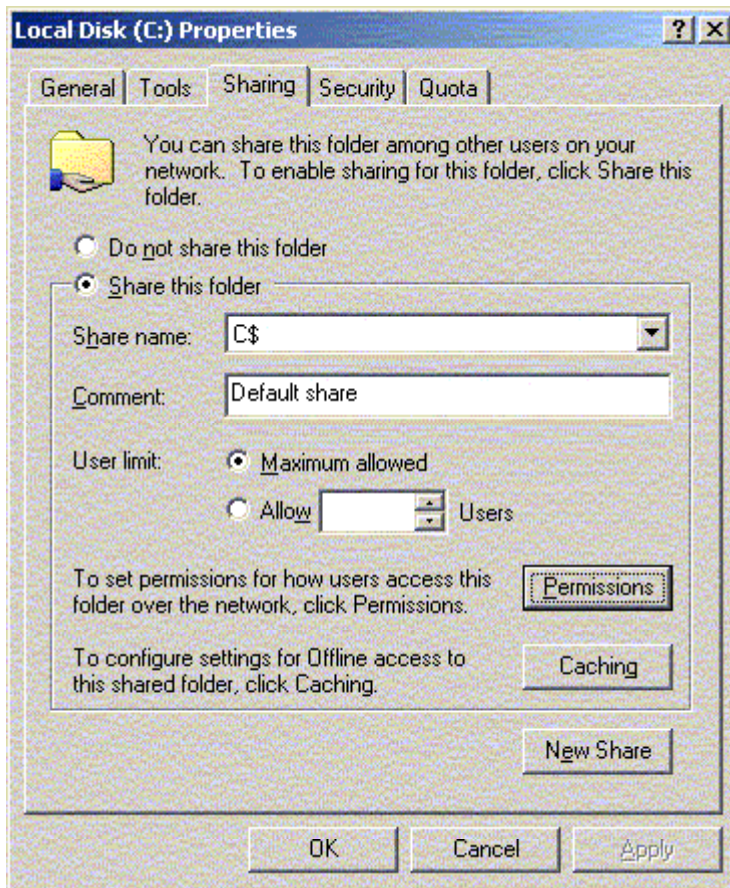 Local Disk (C:) Properties ? X
General Tools Sharing Security Quota
You can share this folder among other users on your
network. To enable sharing for this folder, click Share this
folder.
Do not share this folder
Share this folder
Share name: C$
Comment: Default share
User limit: Maximum allowed
Allow Users
To set permissions for how users access this
folder over the network, click Permissions.
Permissions
To configure settings for Offline access to
this shared folder, click Caching.
Caching
New Share
OK Cancel Apply